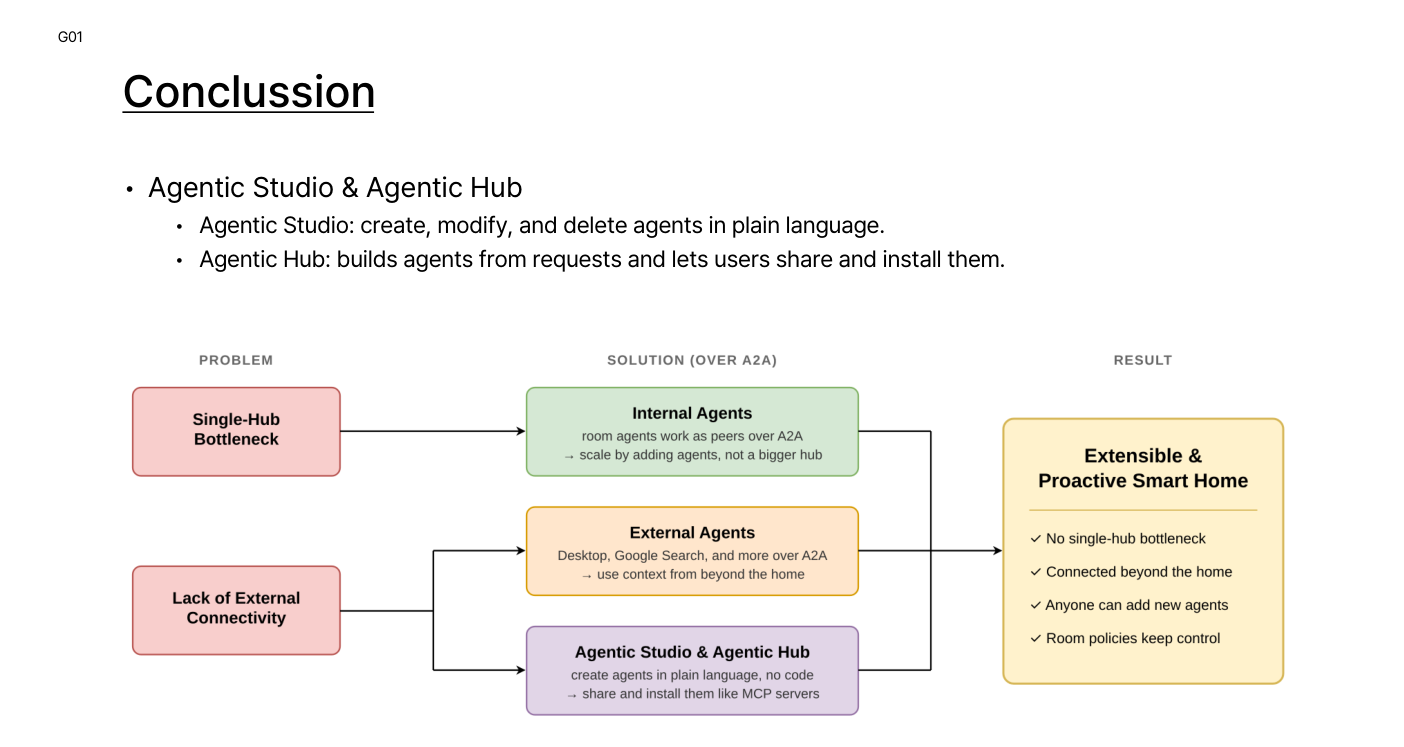 G01
Conclussion
• Agentic Studio & Agentic Hub
• Agentic Studio: create, modify, and delete agents in plain language.
• Agentic Hub: builds agents from requests and lets users share and install them.
PROBLEM
SOLUTION (OVER A2A)
RESULT
Single-Hub
Bottleneck
Internal Agents
room agents work as peers over A2A
→ scale by adding agents, not a bigger hub
Lack of External
Connectivity
External Agents
Desktop, Google Search, and more over A2A
→ use context from beyond the home
Agentic Studio & Agentic Hub
create agents in plain language, no code
→ share and install them like MCP servers
Extensible &
Proactive Smart Home
✓ No single-hub bottleneck
✓ Connected beyond the home
✓ Anyone can add new agents
✓ Room policies keep control